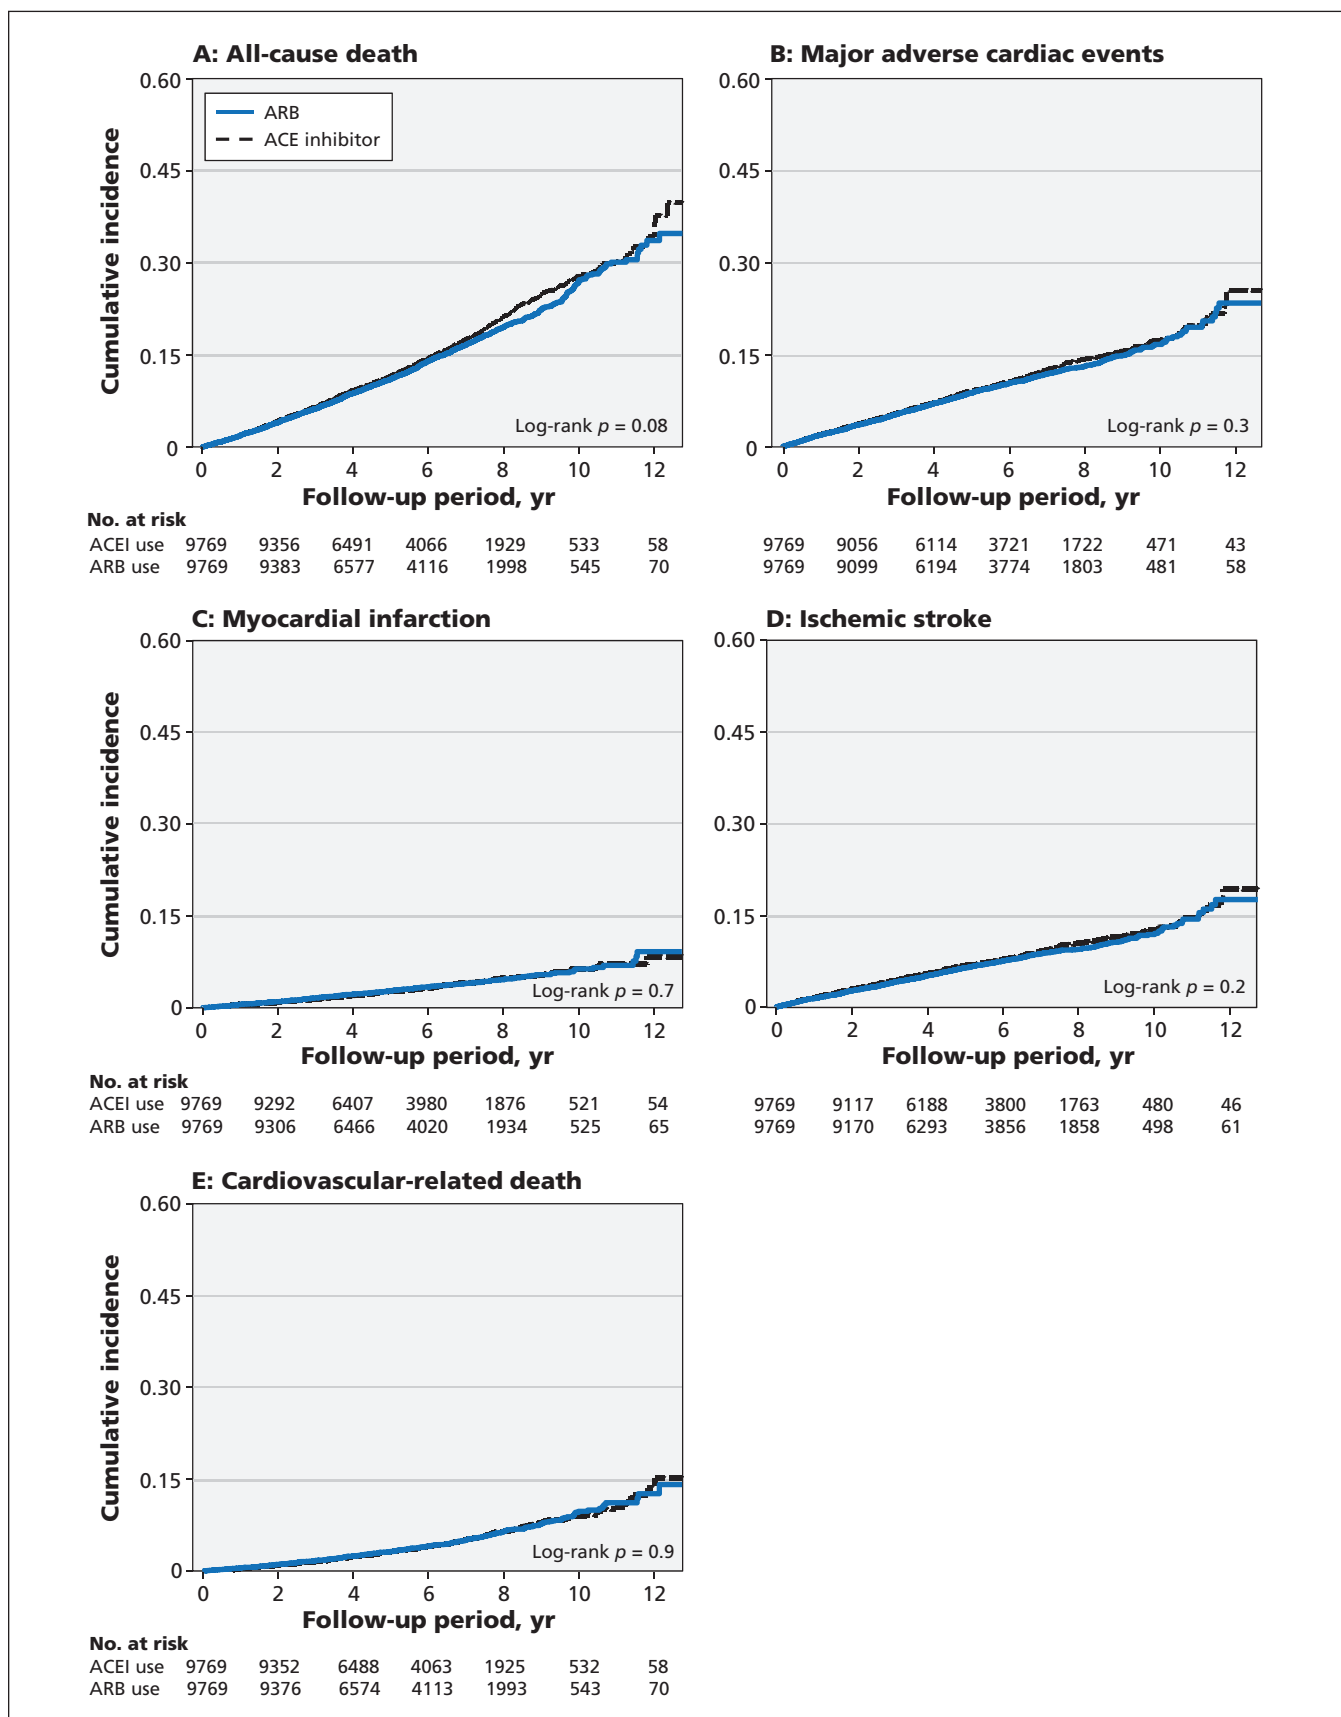 A: All-cause death
0.60
0.45
0.30
0.15
0
Cumulative incidence
ARB
ACE inhibitor
Log-rank p = 0.08
0 2 4 6 8 10 12
Follow-up period, yr
No. at risk
ACEI use 9769 9356 6491 4066 1929 533 58
ARB use 9769 9383 6577 4116 1998 545 70
B: Major adverse cardiac events
0.60
0.45
0.30
0.15
0
Log-rank p = 0.3
0 2 4 6 8 10 12
Follow-up period, yr
9769 9056 6114 3721 1722 471 43
9769 9099 6194 3774 1803 481 58
C: Myocardial infarction
0.60
0.45
0.30
0.15
0
Cumulative incidence
Log-rank p = 0.7
0 2 4 6 8 10 12
Follow-up period, yr
No. at risk
ACEI use 9769 9292 6407 3980 1876 521 54
ARB use 9769 9306 6466 4020 1934 525 65
D: Ischemic stroke
0.60
0.45
0.30
0.15
0
Log-rank p = 0.2
0 2 4 6 8 10 12
Follow-up period, yr
9769 9117 6188 3800 1763 480 46
9769 9170 6293 3856 1858 498 61
E: Cardiovascular-related death
0.60
0.45
0.30
0.15
0
Cumulative incidence
Log-rank p = 0.9
0 2 4 6 8 10 12
Follow-up period, yr
No. at risk
ACEI use 9769 9352 6488 4063 1925 532 58
ARB use 9769 9376 6574 4113 1993 543 70